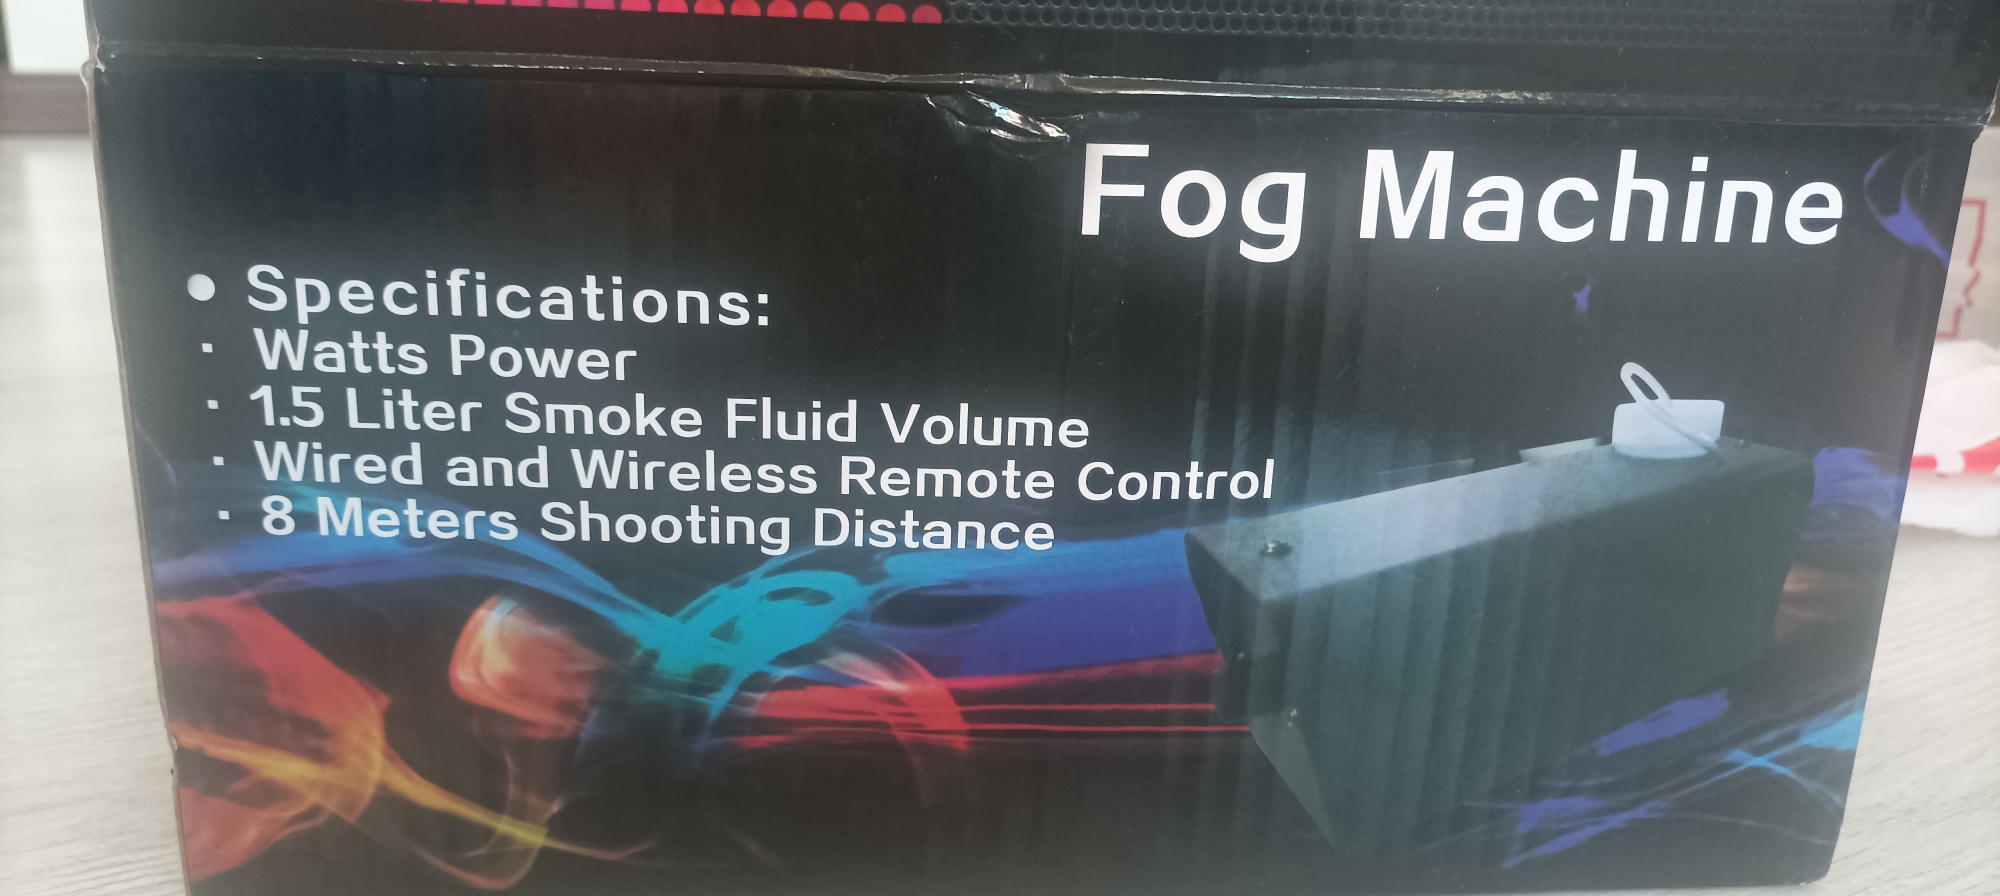 Fog Machine
● Specifications:
· Watts Power
· 1.5 Liter Smoke Fluid Volume
· Wired and Wireless Remote Control
· 8 Meters Shooting Distance